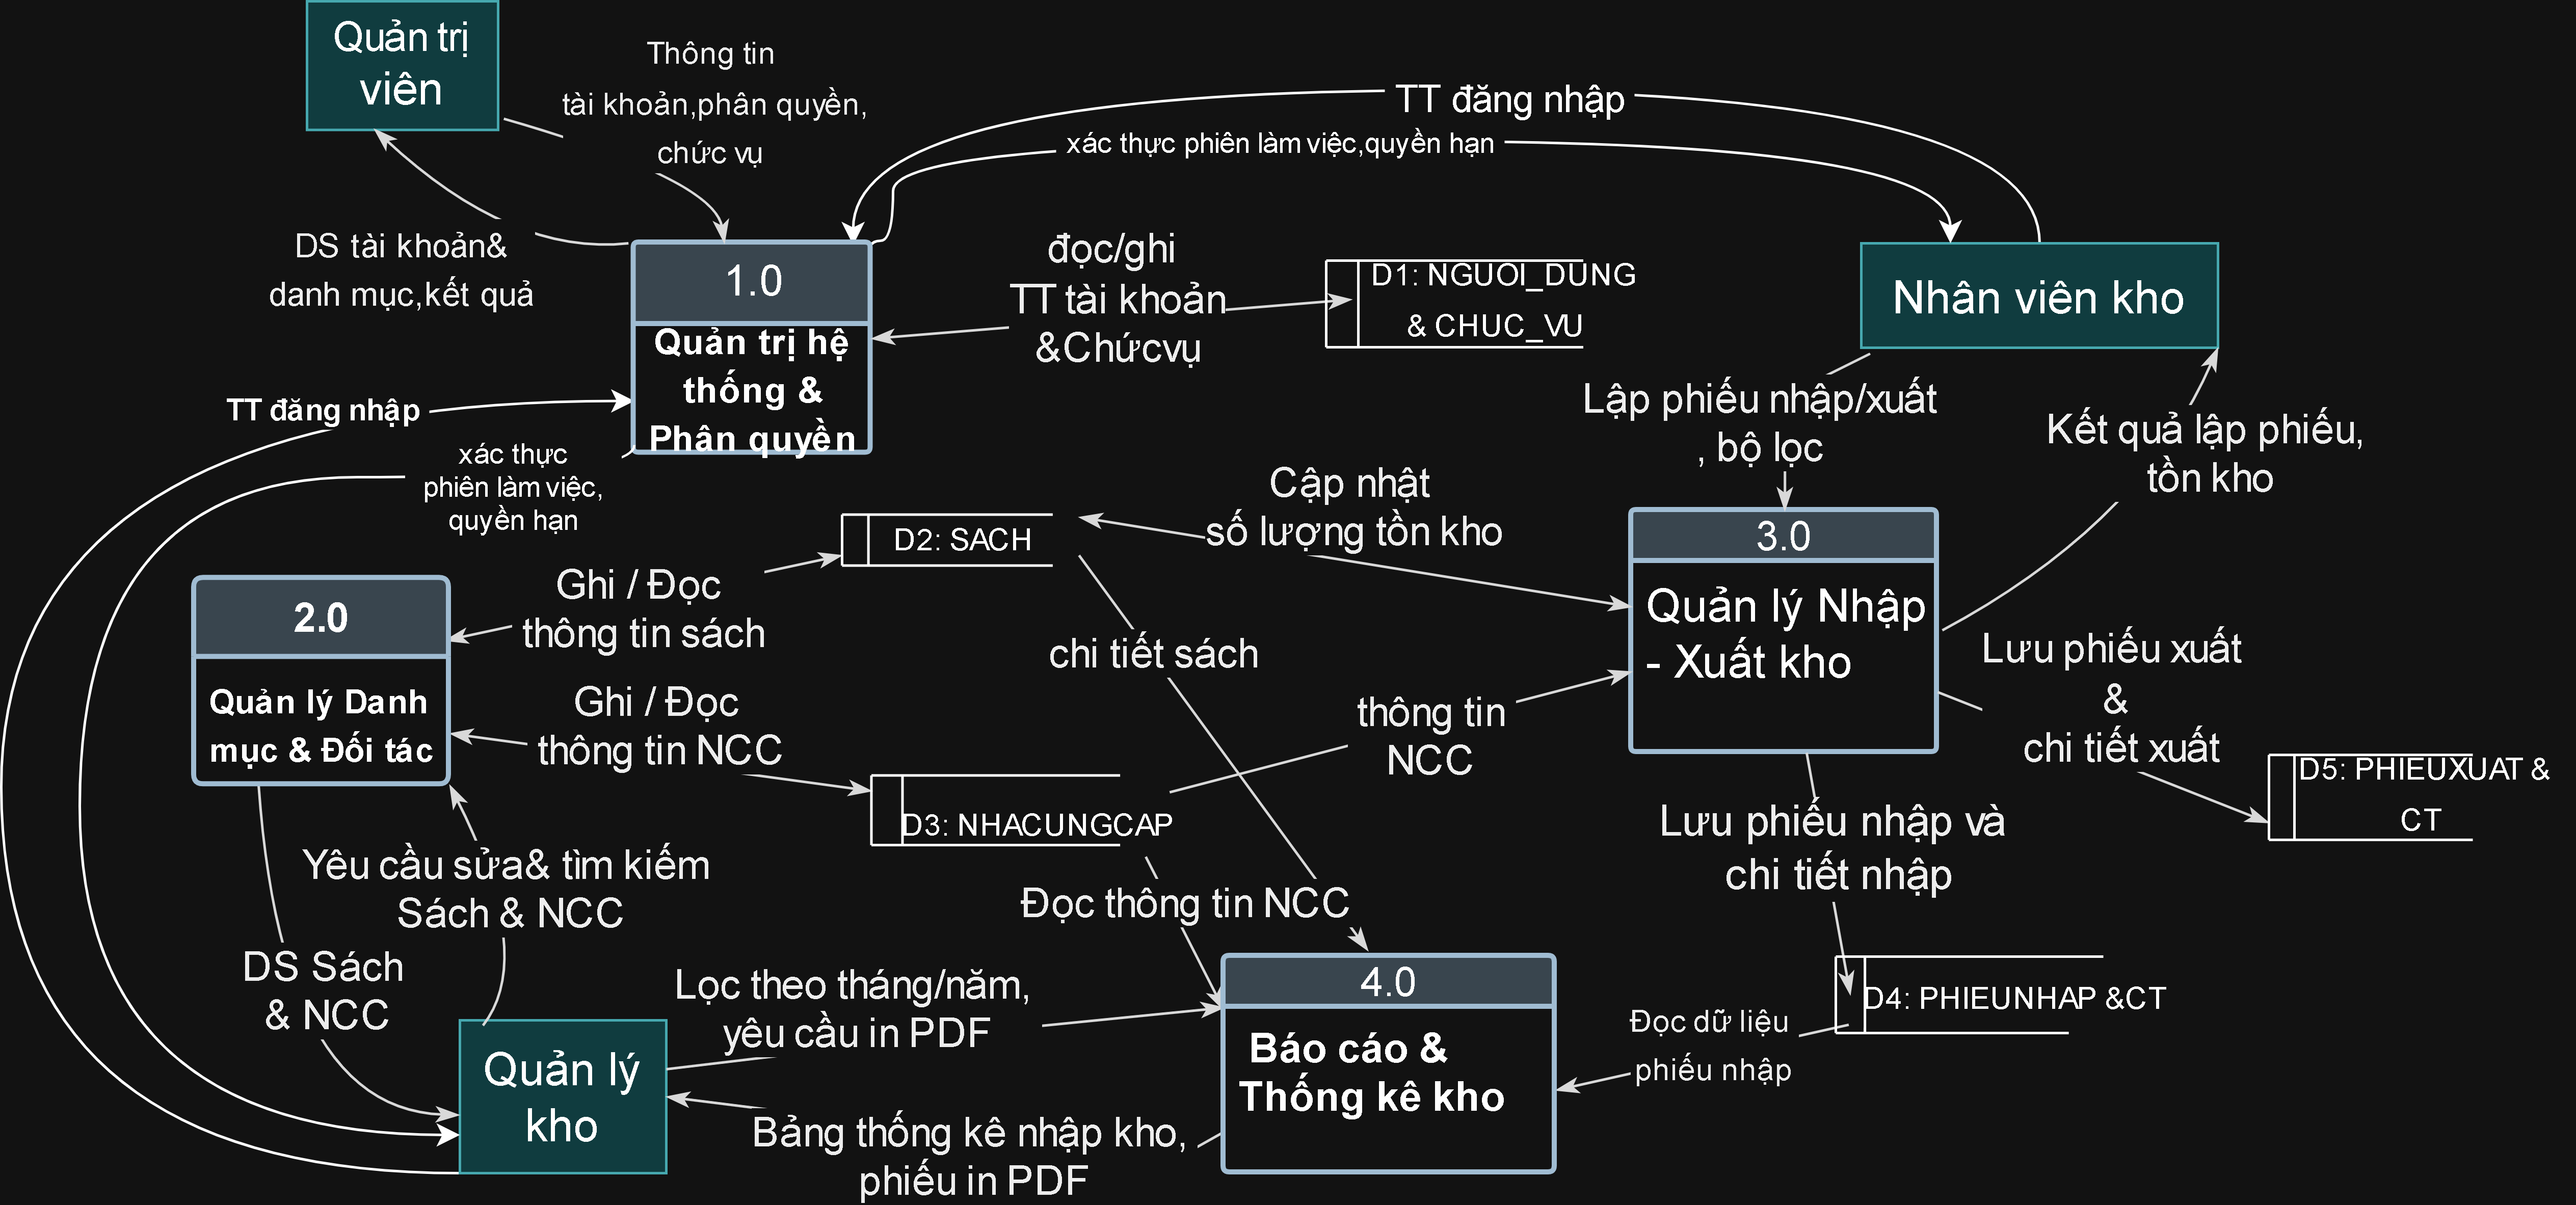 Quản trị
viên
Thông tin
tài khoản,phân quyền,
chức vụ
TT đăng nhập
xác thực phiên làm việc,quyền hạn
DS tài khoản&
danh mục,kết quả
1.0
Quản trị hệ
thống &
Phân quyền
đọc/ghi
TT tài khoản
&Chứcvụ
D1: NGUOI_DUNG
& CHUC_VU
Nhân viên kho
TT đăng nhập
xác thực
phiên làm việc,
quyền hạn
Lập phiếu nhập/xuất
, bộ lọc
Kết quả lập phiếu,
tồn kho
Cập nhật
số lượng tồn kho
D2: SACH
3.0
Quản lý Nhập
- Xuất kho
Ghi / Đọc
thông tin sách
2.0
Quản lý Danh
mục & Đối tác
chi tiết sách
Lưu phiếu xuất
&
chi tiết xuất
Ghi / Đọc
thông tin NCC
thông tin
NCC
D5: PHIEUXUAT &
CT
D3: NHACUNGCAP
Lưu phiếu nhập và
chi tiết nhập
Yêu cầu sửa& tìm kiếm
Sách & NCC
Đọc thông tin NCC
DS Sách
& NCC
Lọc theo tháng/năm,
yêu cầu in PDF
4.0
Báo cáo &
Thống kê kho
D4: PHIEUNHAP &CT
Đọc dữ liệu
phiếu nhập
Quản lý
kho
Bảng thống kê nhập kho,
phiếu in PDF